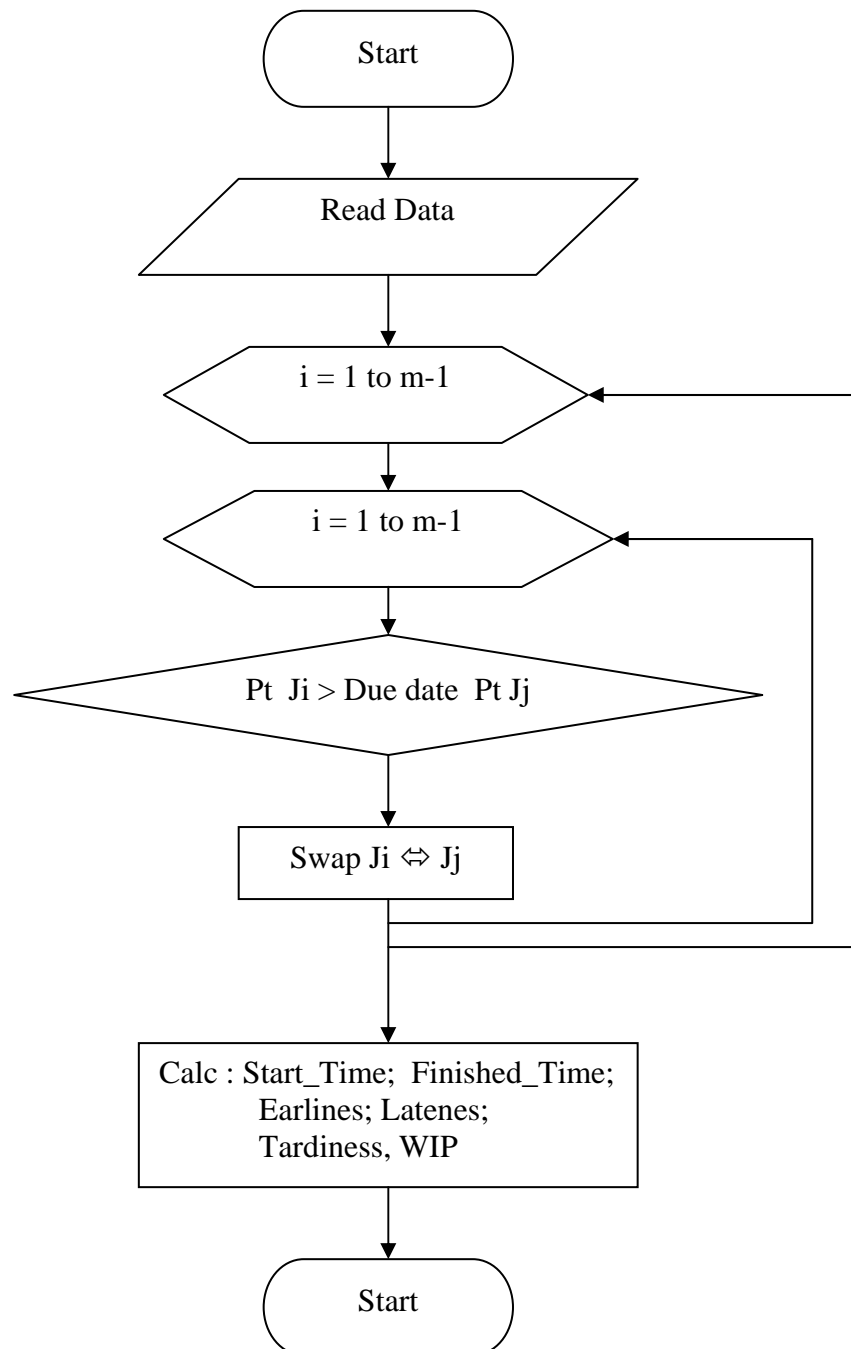 Start
Read Data
i = 1 to m-1
i = 1 to m-1
Pt Ji > Due date Pt Jj
Swap Ji ⇔ Jj
Calc : Start_Time; Finished_Time;
Earlines; Latenes;
Tardiness, WIP
Start